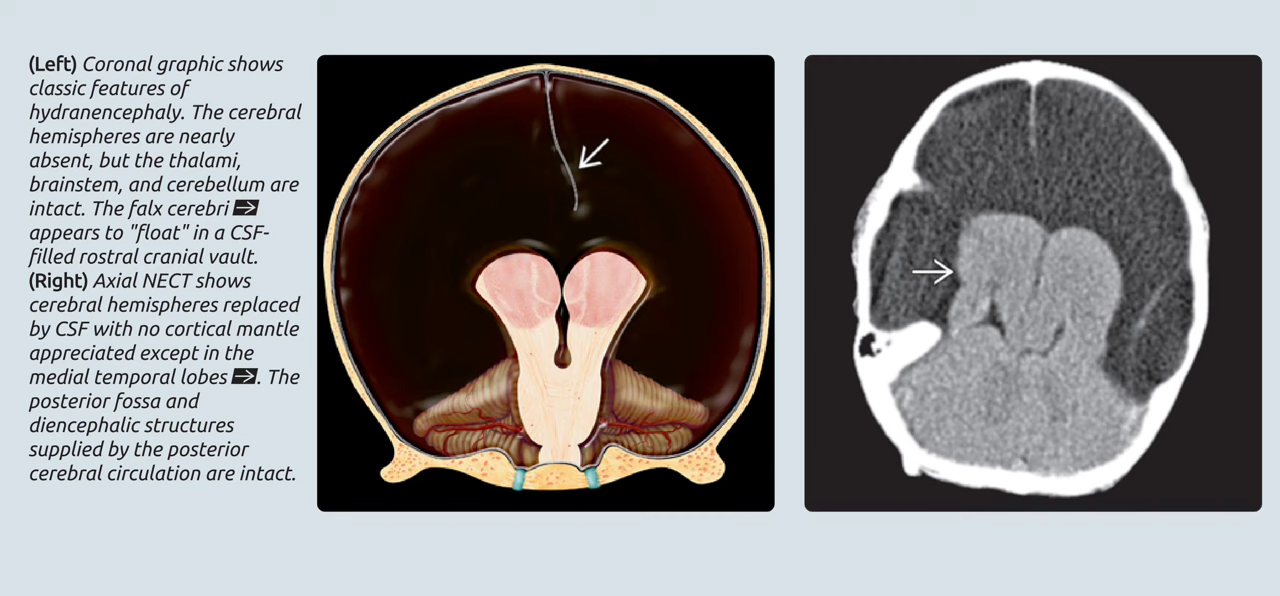 (Left) Coronal graphic shows
classic features of
hydranencephaly. The cerebral
hemispheres are nearly
absent, but the thalami,
brainstem, and cerebellum are
intact. The falx cerebri
appears to "float" in a CSF-
filled rostral cranial vault.
(Right) Axial NECT shows
cerebral hemispheres replaced
by CSF with no cortical mantle
appreciated except in the
medial temporal lobes . The
posterior fossa and
diencephalic structures
supplied by the posterior
cerebral circulation are intact.